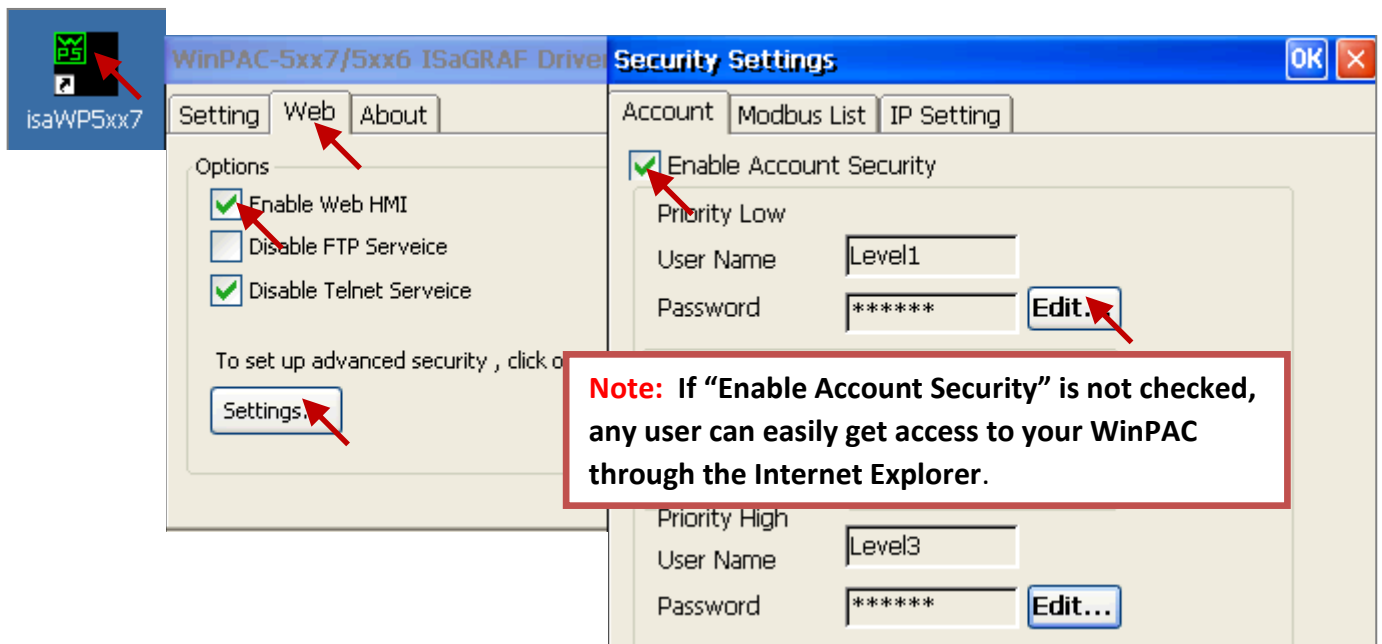 WP5
isaWP5xx7
WinPAC-5xx7/5xx6 ISaGRAF Driver
Setting Web About
Options
Enable Web HMI
Disable FTP Serveice
Disable Telnet Serveice
To set up advanced security , click o
Settings...
Security Settings OK
Account Modbus List IP Setting
Enable Account Security
Priority Low
User Name Level1
Password ****** Edit...
Note: If “Enable Account Security” is not checked,
any user can easily get access to your WinPAC
through the Internet Explorer.
Priority High
User Name Level3
Password ****** Edit...